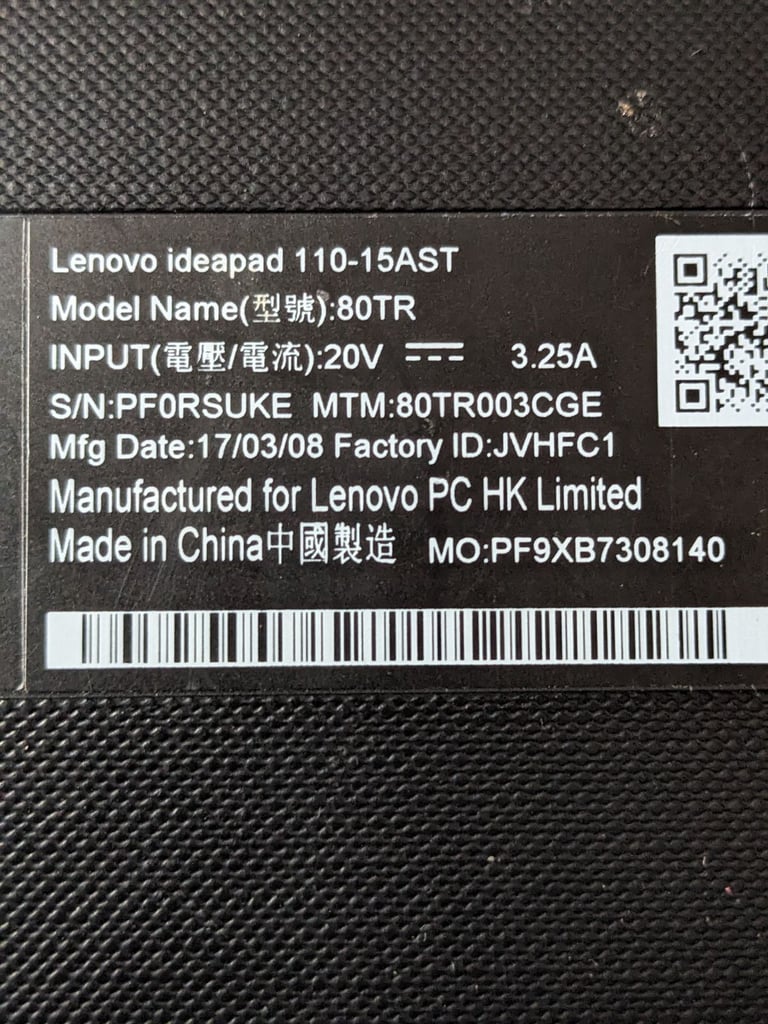 Lenovo ideapad 110-15AST
Model Name(型號):80TR
INPUT(電壓/電流):20V ⎓ 3.25A
S/N:PF0RSUKE MTM:80TR003CGE
Mfg Date:17/03/08 Factory ID:JVHFC1
Manufactured for Lenovo PC HK Limited
Made in China中國製造 MO:PF9XB7308140